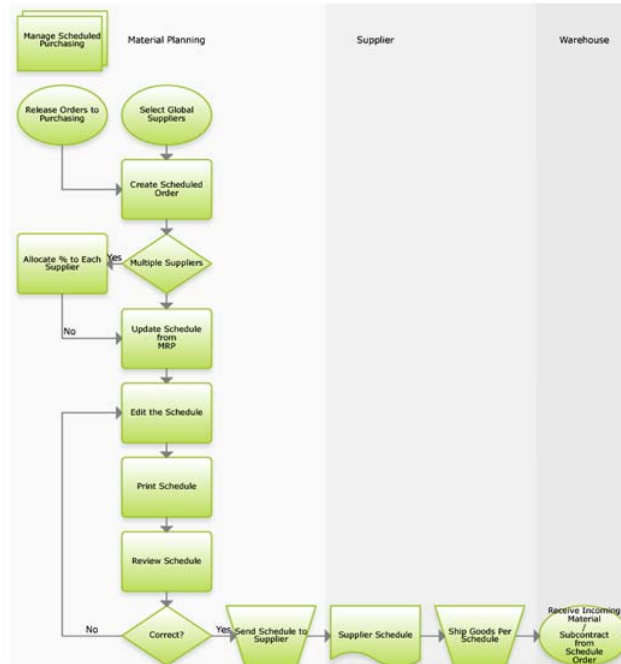 Manage Scheduled
Purchasing
Material Planning
Supplier
Warehouse
Release Orders to
Purchasing
Select Global
Suppliers
Create Scheduled
Order
Multiple Suppliers
Yes
Allocate % to Each
Supplier
No
Update Schedule
from
MRP
Edit the Schedule
Print Schedule
Review Schedule
No
Correct?
Yes
Send Schedule to
Supplier
Supplier Schedule
Ship Goods Per
Schedule
Receive Incoming
Material
/
Subcontract
from
Schedule
Order